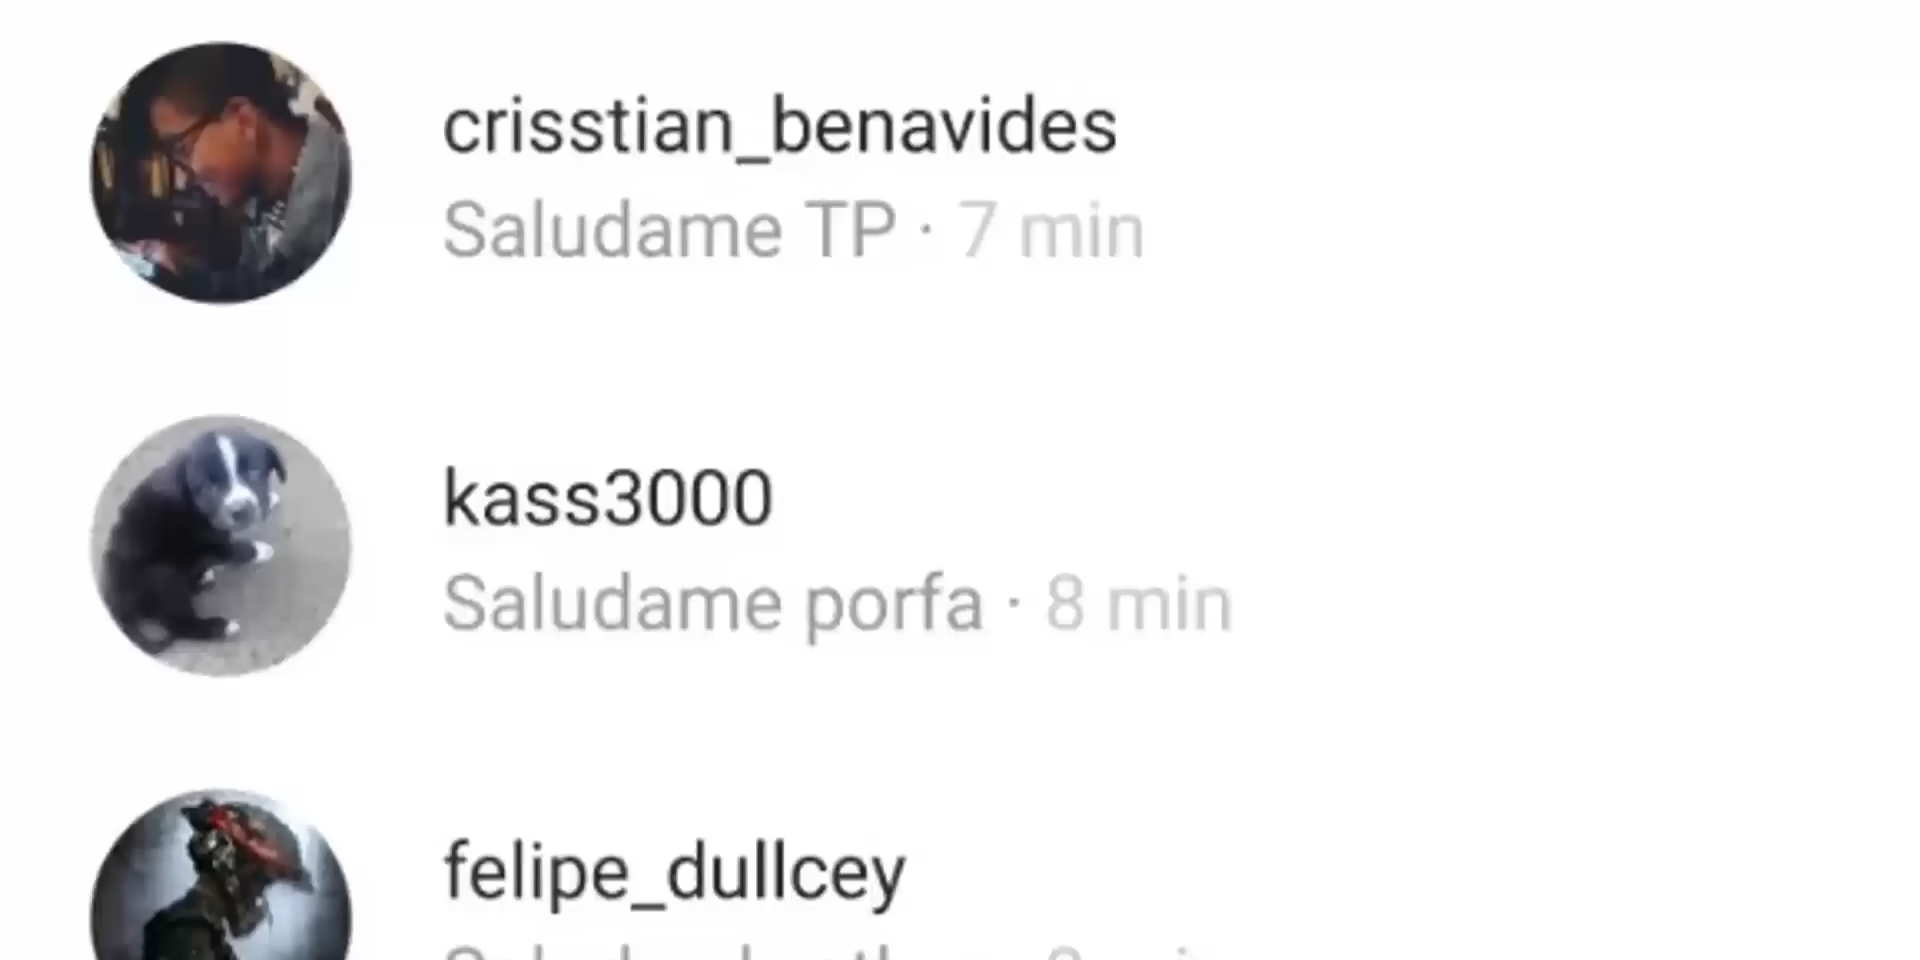 crisstian_benavides
Saludame TP · 7 min
kass3000
Saludame porfa · 8 min
felipe_dullcey